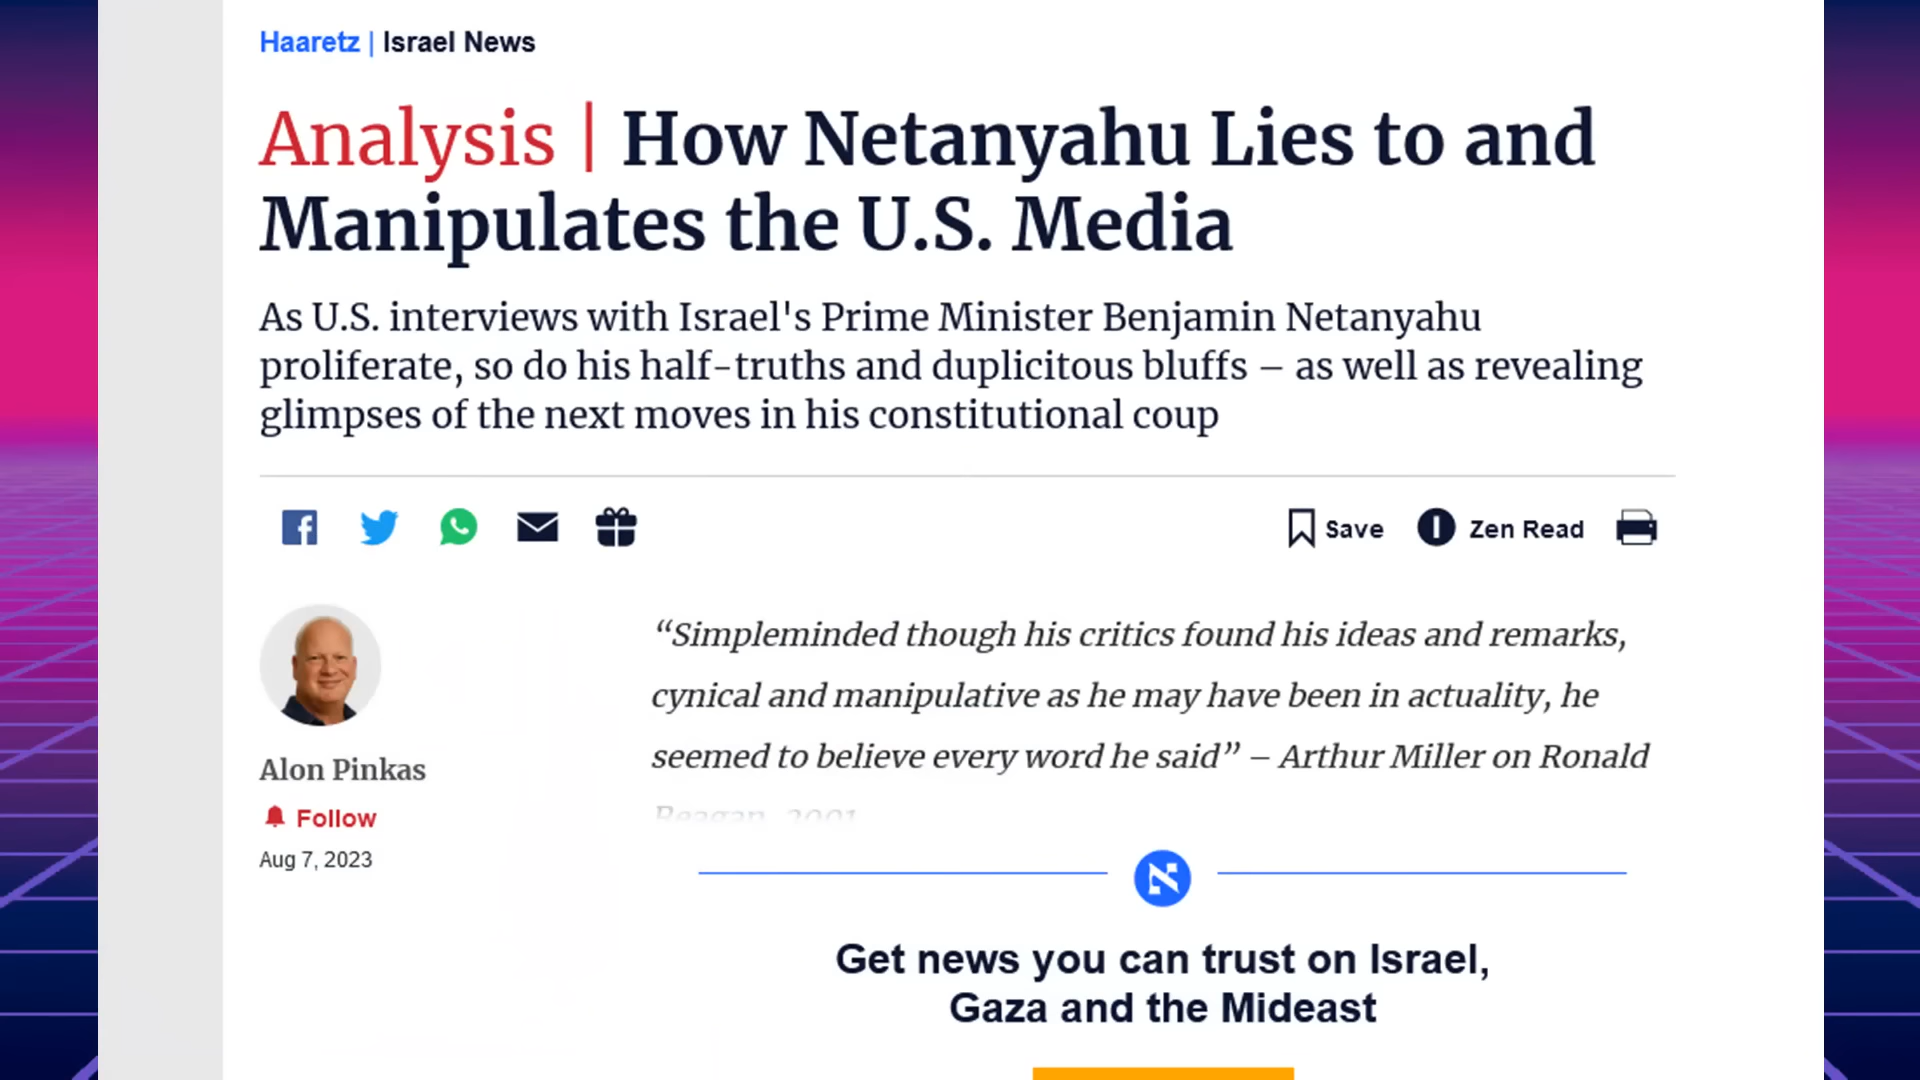 Haaretz | Israel News
Analysis | How Netanyahu Lies to and
Manipulates the U.S. Media
As U.S. interviews with Israel's Prime Minister Benjamin Netanyahu
proliferate, so do his half-truths and duplicitous bluffs – as well as revealing
glimpses of the next moves in his constitutional coup
Save Zen Read
“Simpleminded though his critics found his ideas and remarks,
cynical and manipulative as he may have been in actuality, he
seemed to believe every word he said” – Arthur Miller on Ronald
Reagan, 2001
Alon Pinkas
Follow
Aug 7, 2023
Get news you can trust on Israel,
Gaza and the Mideast